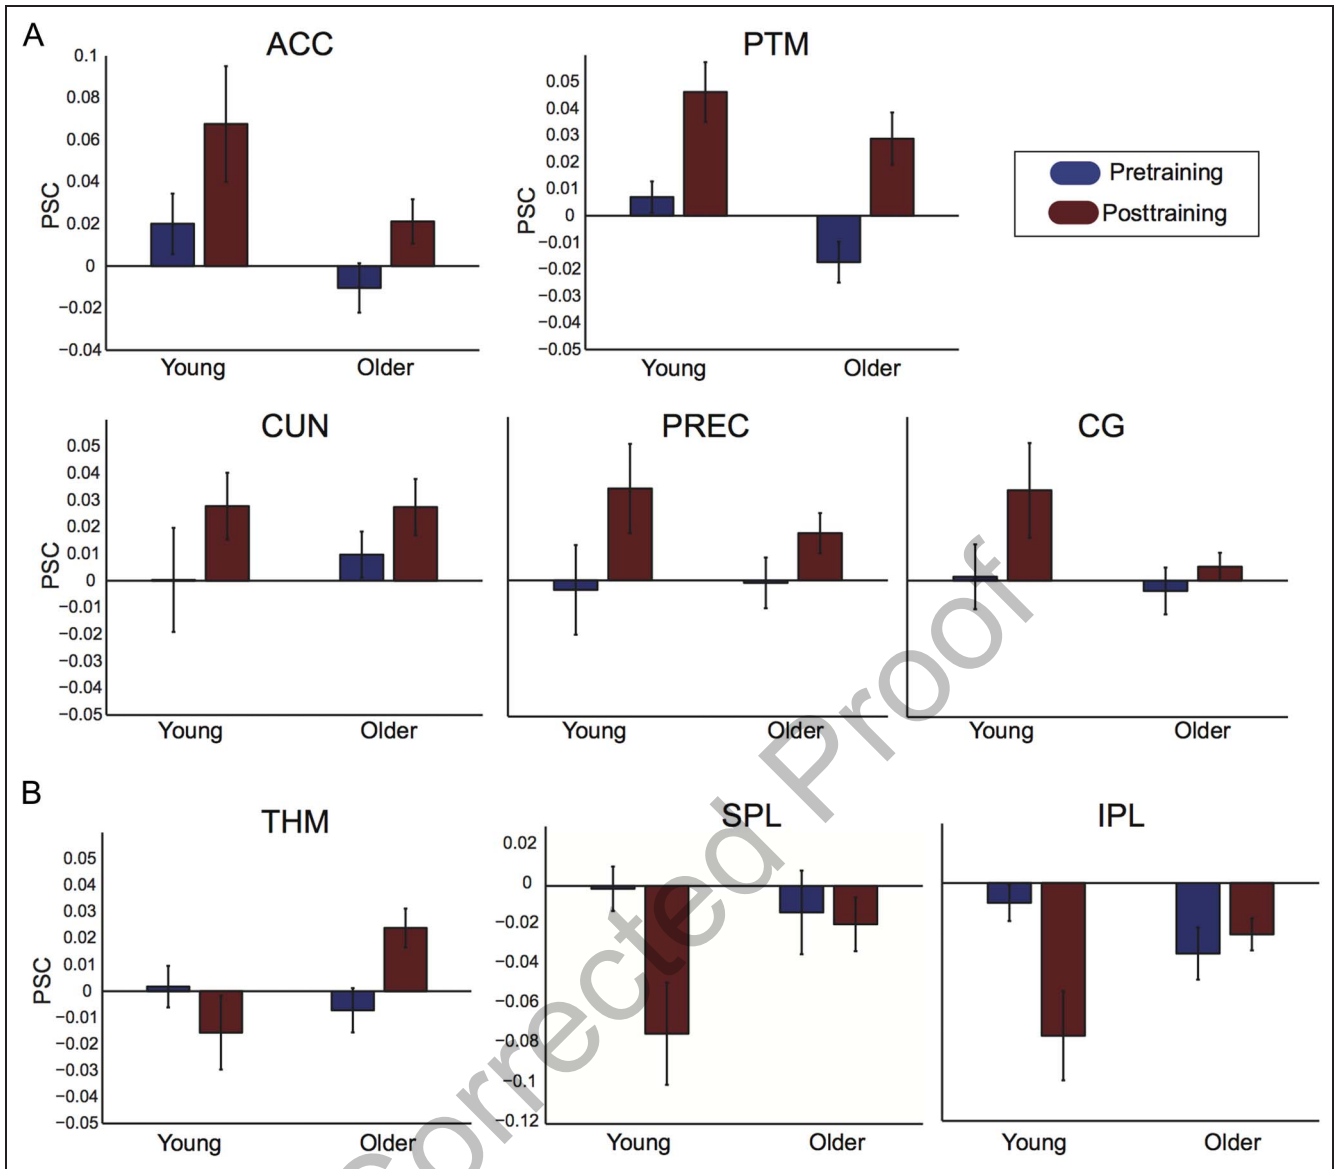 A
ACC
PTM
0.1
0.08
0.06
0.04
0.02
0
−0.02
−0.04
PSC
Young Older
0.05
0.04
0.03
0.02
0.01
0
−0.01
−0.02
−0.03
−0.04
−0.05
PSC
Young Older
Pretraining
Posttraining
CUN
PREC
CG
0.05
0.04
0.03
0.02
0.01
0
−0.01
−0.02
−0.03
−0.04
−0.05
PSC
Young Older
Young Older
Young Older
B
THM
SPL
IPL
0.05
0.04
0.03
0.02
0.01
0
−0.01
−0.02
−0.03
−0.04
−0.05
PSC
Young Older
0.02
0
−0.02
−0.04
−0.06
−0.08
−0.1
−0.12
Young Older
Young Older
Corrected Proof